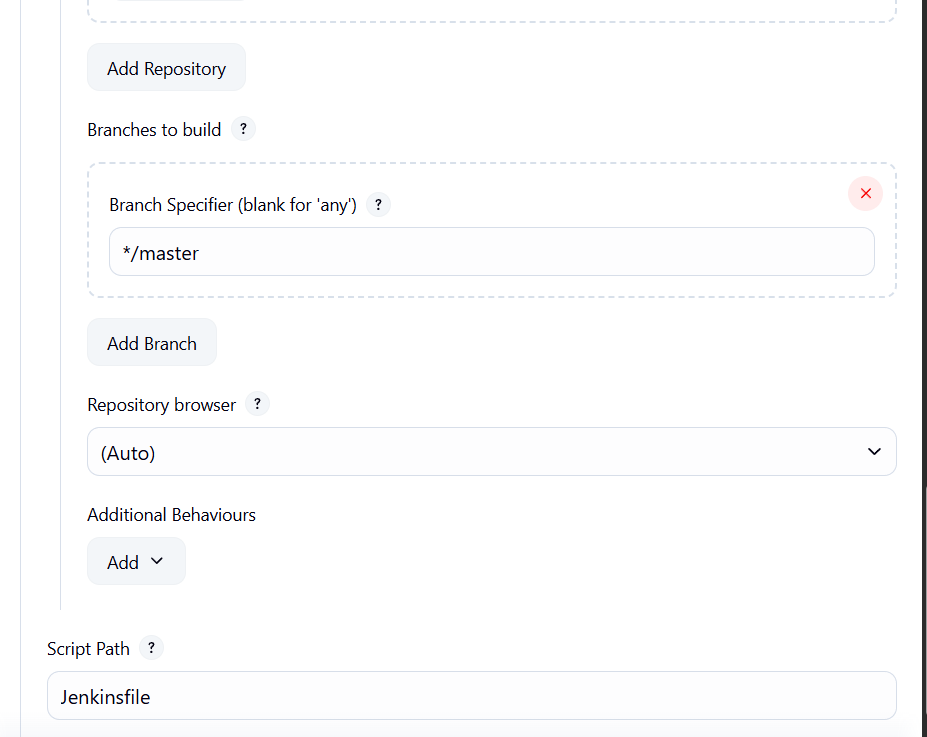 Add Repository
Branches to build ?
Branch Specifier (blank for 'any') ?
*/master
Add Branch
Repository browser ?
(Auto)
Additional Behaviours
Add
Script Path ?
Jenkinsfile